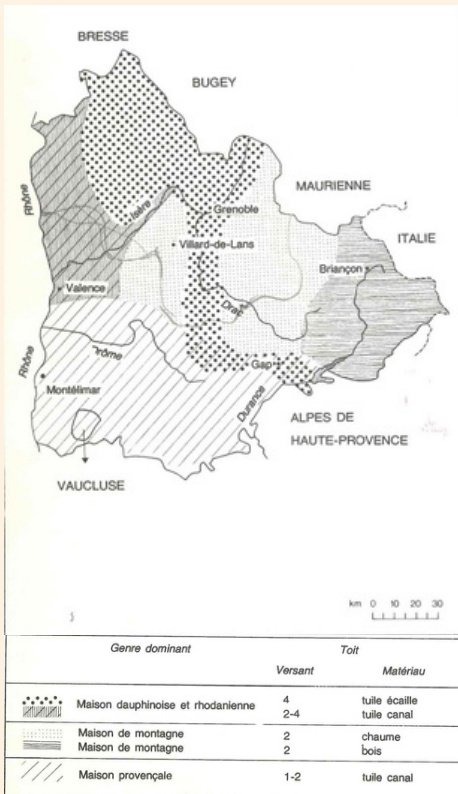 BRESSE
BUGEY
Rhône
Isère
Grenoble
MAURIENNE
ITALIE
Villard-de-Lans
Briançon
Valence
Drac
Drôme
Rhône
Gap
Montélimar
Durance
ALPES DE
HAUTE-PROVENCE
VAUCLUSE
km 0 10 20 30
Genre dominant Toit
Versant Matériau
Maison dauphinoise et rhodanienne 4 tuile écaille
2-4 tuile canal
Maison de montagne 2 chaume
Maison de montagne 2 bois
Maison provençale 1-2 tuile canal